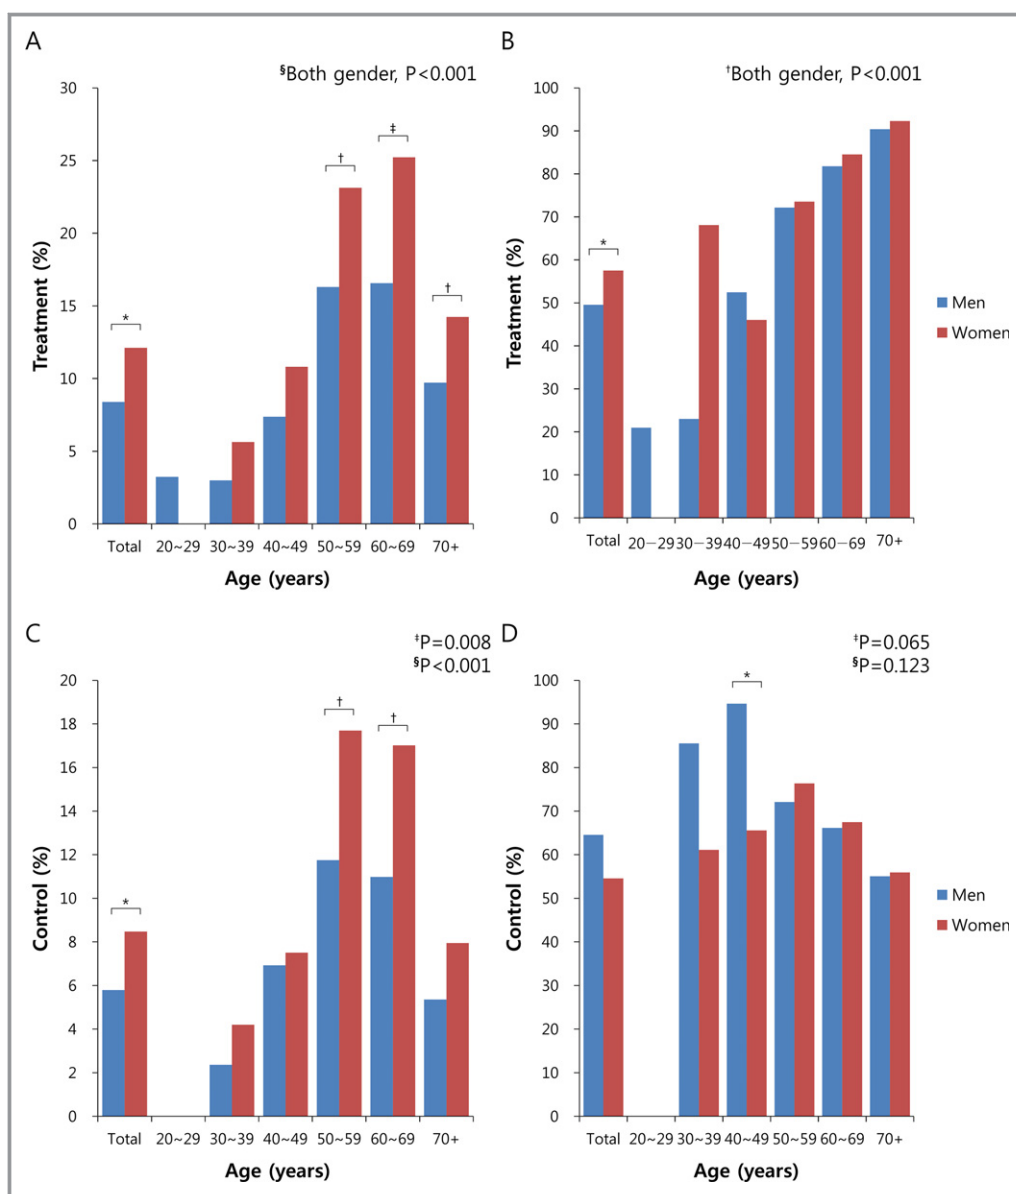 A
§Both gender, P<0.001
30
25
20
15
10
5
0
Treatment (%)
*
†
‡
†
Total 20~29 30~39 40~49 50~59 60~69 70+
Age (years)
B
†Both gender, P<0.001
100
90
80
70
60
50
40
30
20
10
0
Treatment (%)
*
Total 20−29 30−39 40−49 50−59 60−69 70+
Age (years)
Men
Women
C
‡P=0.008
§P<0.001
20
18
16
14
12
10
8
6
4
2
0
Control (%)
*
†
†
Total 20~29 30~39 40~49 50~59 60~69 70+
Age (years)
D
‡P=0.065
§P=0.123
100
90
80
70
60
50
40
30
20
10
0
Control (%)
*
Total 20~29 30~39 40~49 50~59 60~69 70+
Age (years)
Men
Women